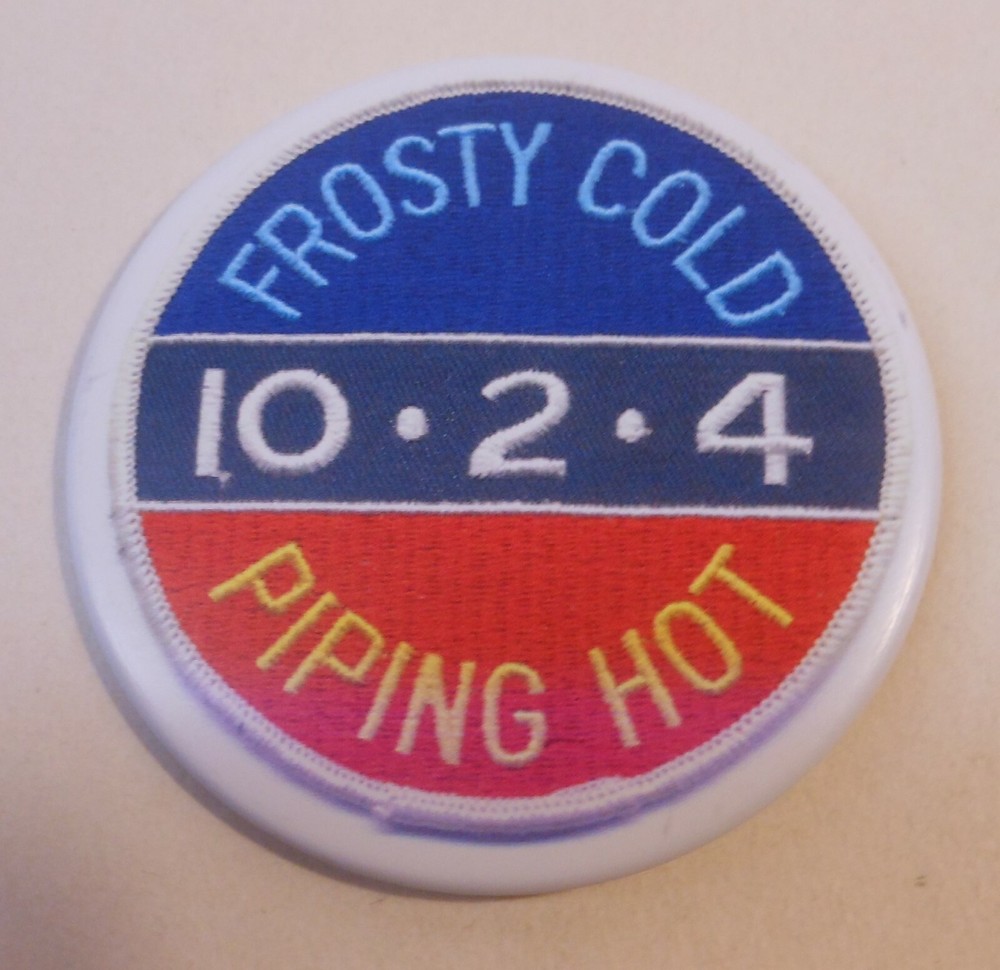 FROSTY COLD
10·2·4
PIPING HOT